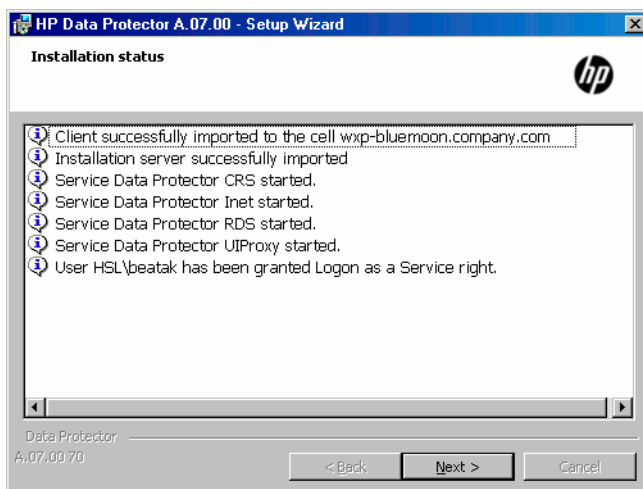 HP Data Protector A.07.00 - Setup Wizard
Installation status
hp
Client successfully imported to the cell wxp-bluemoon.company.com
Installation server successfully imported
Service Data Protector CRS started.
Service Data Protector Inet started.
Service Data Protector RDS started.
Service Data Protector UIProxy started.
User HSL\beatak has been granted Logon as a Service right.
Data Protector
A.07.00 70
< Back
Next >
Cancel